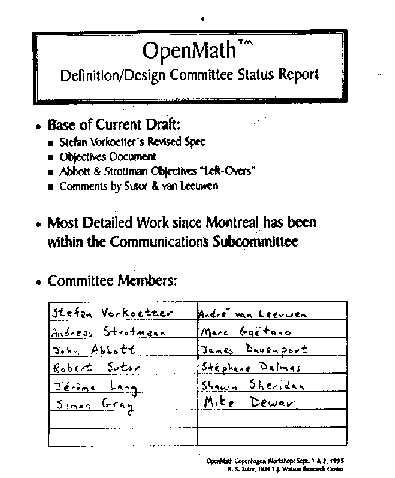 OpenMath™
Definition/Design Committee Status Report
• Base of Current Draft:
■ Stefan Vorkoetter's Revised Spec
■ Objectives Document
■ Abbott & Strotman Objectives "Left-Overs"
■ Comments by Sutor & van Leeuwen
• Most Detailed Work since Montreal has been
within the Communications Subcommittee
• Committee Members:
Stefan Vorkoetter André van Leeuwen
Andreas Strotmann Marc Gaëtano
John Abbott James Davenport
Robert Sutor Stéphane Dalmas
Jérôme Lang Shawn Sheridan
Simon Gray Mike Dewar
OpenMath Copenhagen Workshop: Sept. 1 & 2, 1995
R. S. Sutor, IBM T.J. Watson Research Center